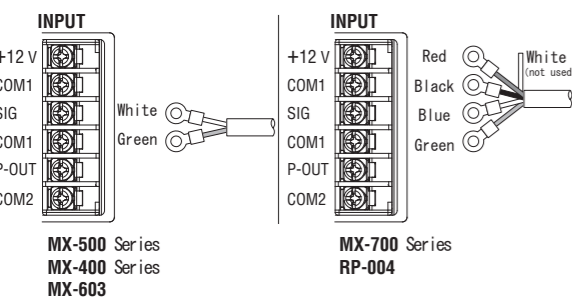 INPUT
+12 V
COM1
SIG
COM1
P-OUT
COM2
White
Green
MX-500 Series
MX-400 Series
MX-603
INPUT
+12 V
COM1
SIG
COM1
P-OUT
COM2
Red
Black
Blue
Green
White
(not used
MX-700 Series
RP-004